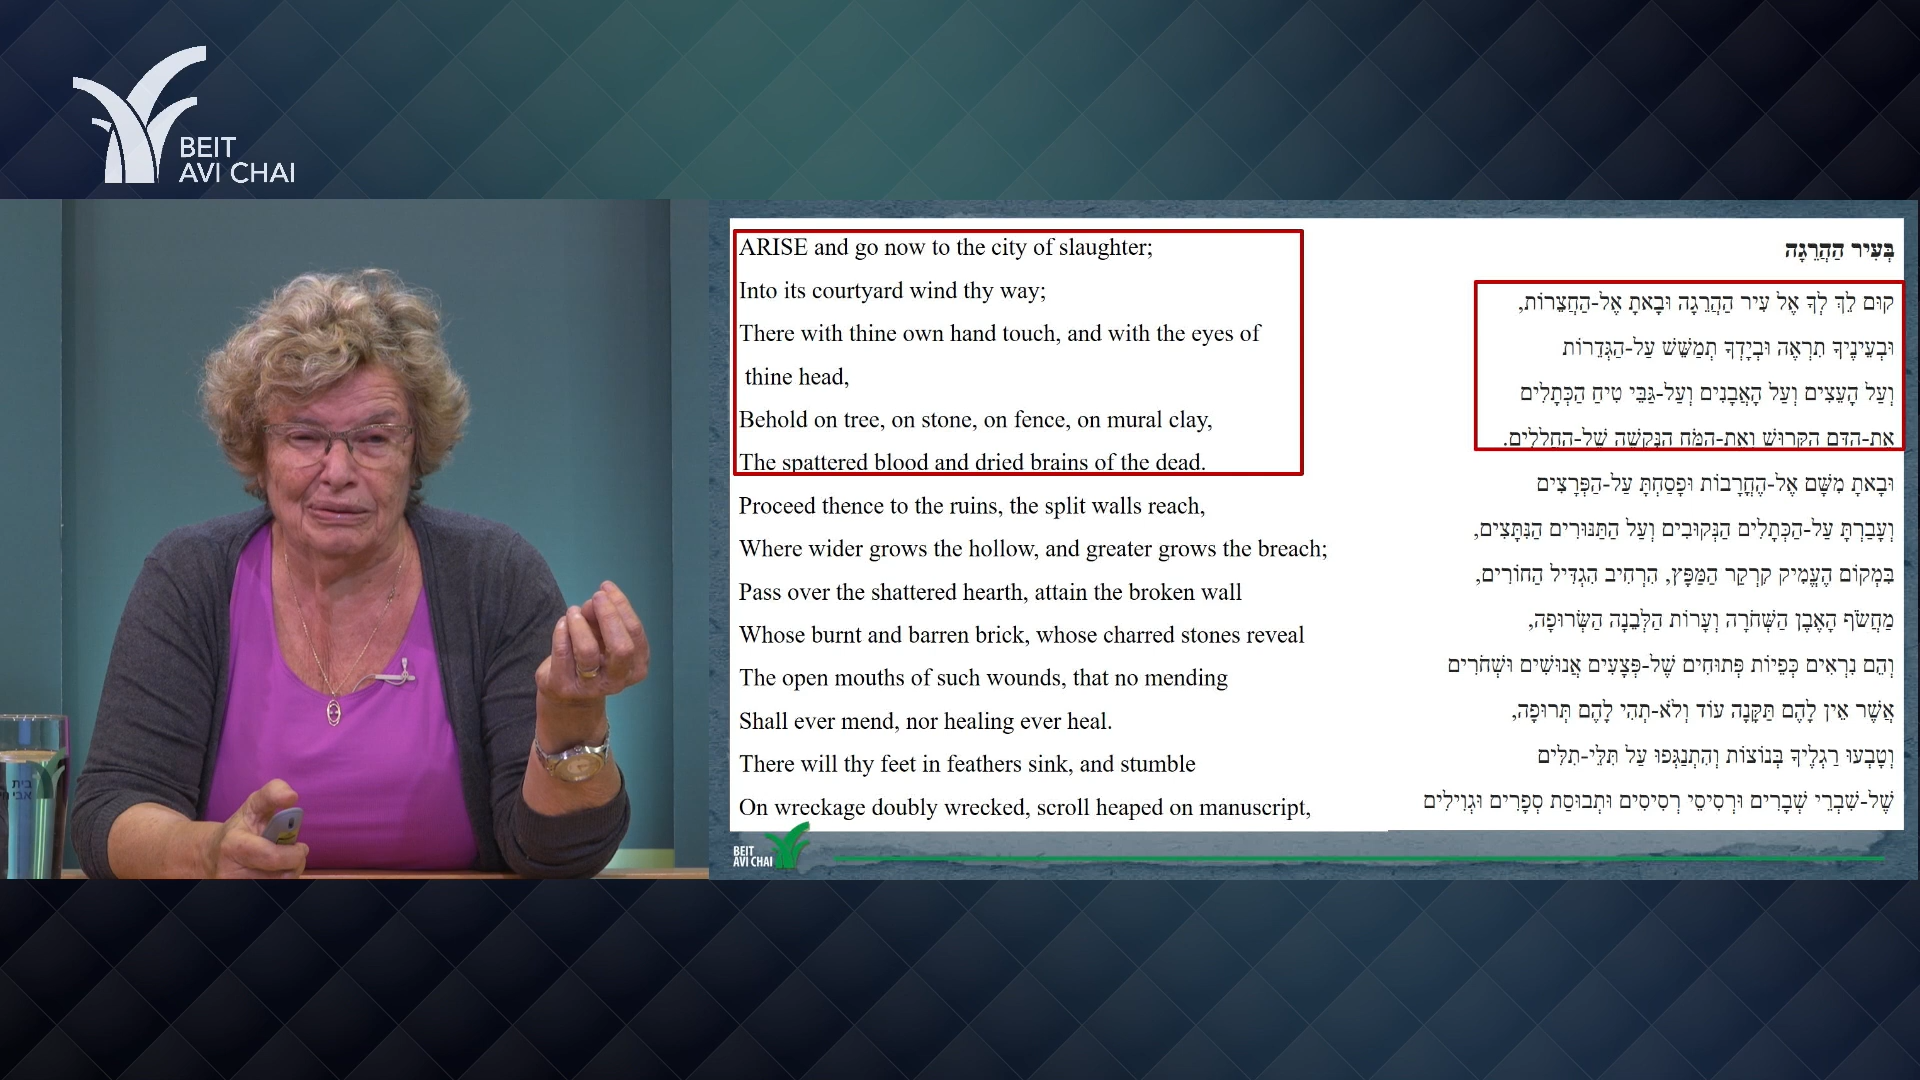 BEIT
AVI CHAI
ARISE and go now to the city of slaughter;
Into its courtyard wind thy way;
There with thine own hand touch, and with the eyes of
thine head,
Behold on tree, on stone, on fence, on mural clay,
The spattered blood and dried brains of the dead.
Proceed thence to the ruins, the split walls reach,
Where wider grows the hollow, and greater grows the breach;
Pass over the shattered hearth, attain the broken wall
Whose burnt and barren brick, whose charred stones reveal
The open mouths of such wounds, that no mending
Shall ever mend, nor healing ever heal.
There will thy feet in feathers sink, and stumble
On wreckage doubly wrecked, scroll heaped on manuscript,
בְּעִיר הַהֲרֵגָה
קוּם לֵךְ לְךָ אֶל עִיר הַהֲרֵגָה וּבָאתָ אֶל-הַחֲצֵרוֹת,
וּבְעֵינֶיךָ תִרְאֶה וּבְיָדְךָ תְמַשֵּׁשׁ עַל-הַגְּדֵרוֹת
וְעַל הָעֵצִים וְעַל הָאֲבָנִים וְעַל-גַּבֵּי טִיחַ הַכְּתָלִים
אֶת-הַדָּם הַקָּרוּשׁ וְאֶת-הַמֹּחַ הַנִּקְשֶׁה שֶׁל-הַחֲלָלִים.
וּבָאתָ מִשָּׁם אֶל-הֶחֳרָבוֹת וּפָסַחְתָּ עַל-הַפְּרָצִים
וְעָבַרְתָּ עַל-הַכְּתָלִים הַנְּקוּבִים וְעַל הַתַּנּוּרִים הַנִּתָּצִים,
בִּמְקוֹם הֶעֱמִיק קִרְקַר הַמַּפָּץ, הִרְחִיב הִגְדִּיל הַחוֹרִים,
מַחֲשֹׂף הָאֶבֶן הַשְּׁחֹרָה וְעָרוֹת הַלְּבֵנָה הַשְּׂרוּפָה,
וְהֵם נִרְאִים כְּפִיּוֹת פְּתוּחִים שֶׁל-פְּצָעִים אֲנוּשִׁים וּשְׁחֹרִים
אֲשֶׁר אֵין לָהֶם תַּקָּנָה עוֹד וְלֹא-תְהִי לָהֶם תְּרוּפָה,
וְטָבְעוּ רַגְלֶיךָ בְּנוֹצוֹת וְהִתְנַגְּפוּ עַל תִּלֵּי-תִלִּים
שֶׁל-שִׁבְרֵי שְׁבָרִים וּרְסִיסֵי רְסִיסִים וּתְבוּסַת סְפָרִים וּגְוִילִים
BEIT
AVI CHAI
בית